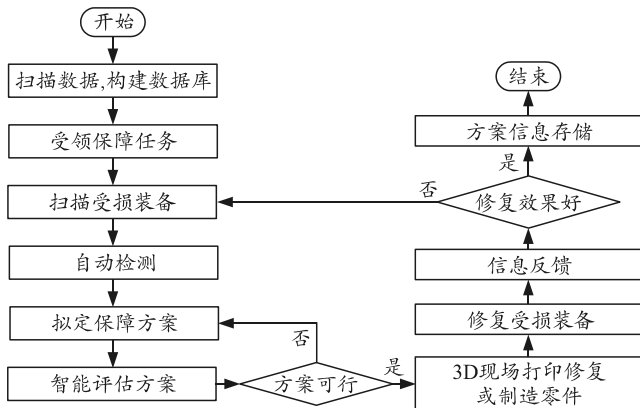 开始
扫描数据,构建数据库
受领保障任务
扫描受损装备
自动检测
拟定保障方案
智能评估方案
否
方案可行
是
3D现场打印修复
或制造零件
修复受损装备
信息反馈
修复效果好
否
是
方案信息存储
结束